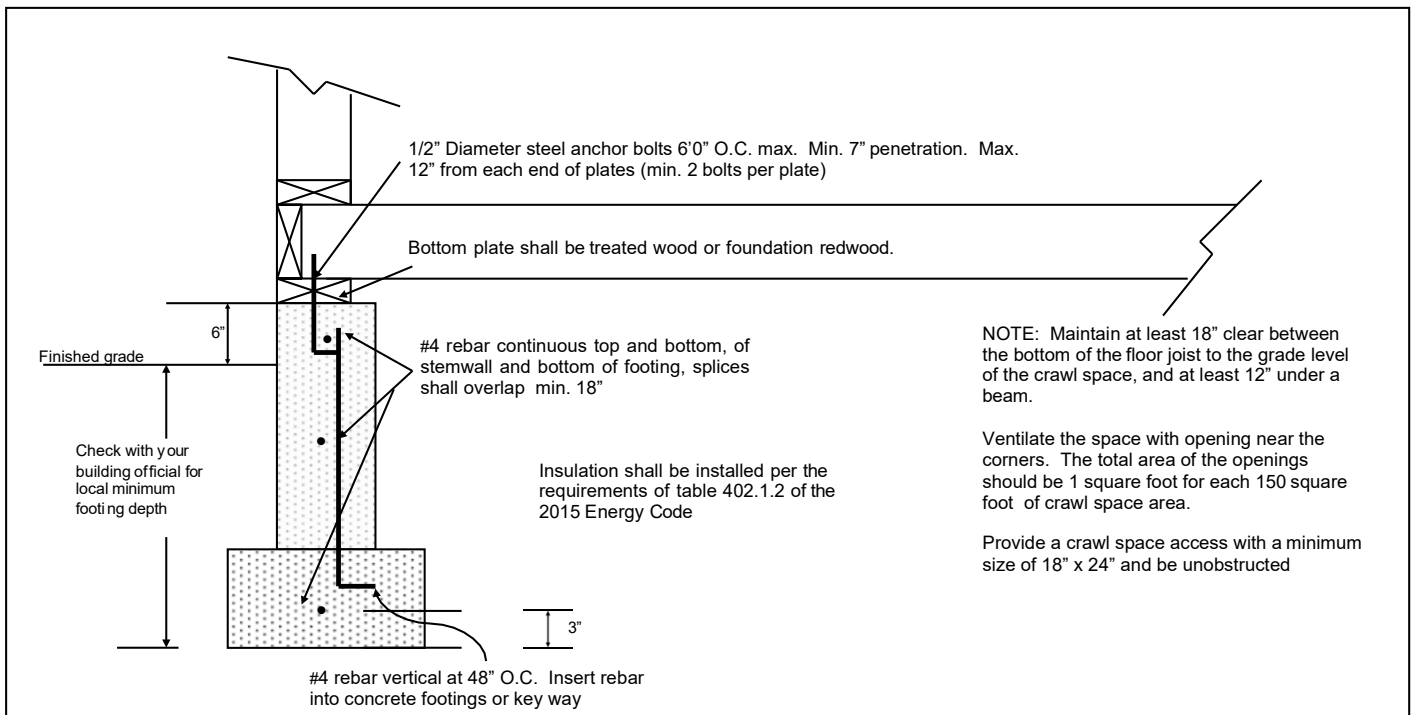 1/2” Diameter steel anchor bolts 6’0” O.C. max. Min. 7” penetration. Max.
12” from each end of plates (min. 2 bolts per plate)
Bottom plate shall be treated wood or foundation redwood.
6”
Finished grade
#4 rebar continuous top and bottom, of
stemwall and bottom of footing, splices
shall overlap min. 18”
Check with your
building official for
local minimum
footing depth
Insulation shall be installed per the
requirements of table 402.1.2 of the
2015 Energy Code
NOTE: Maintain at least 18” clear between
the bottom of the floor joist to the grade level
of the crawl space, and at least 12” under a
beam.
Ventilate the space with opening near the
corners. The total area of the openings
should be 1 square foot for each 150 square
foot of crawl space area.
Provide a crawl space access with a minimum
size of 18” x 24” and be unobstructed
3”
#4 rebar vertical at 48” O.C. Insert rebar
into concrete footings or key way